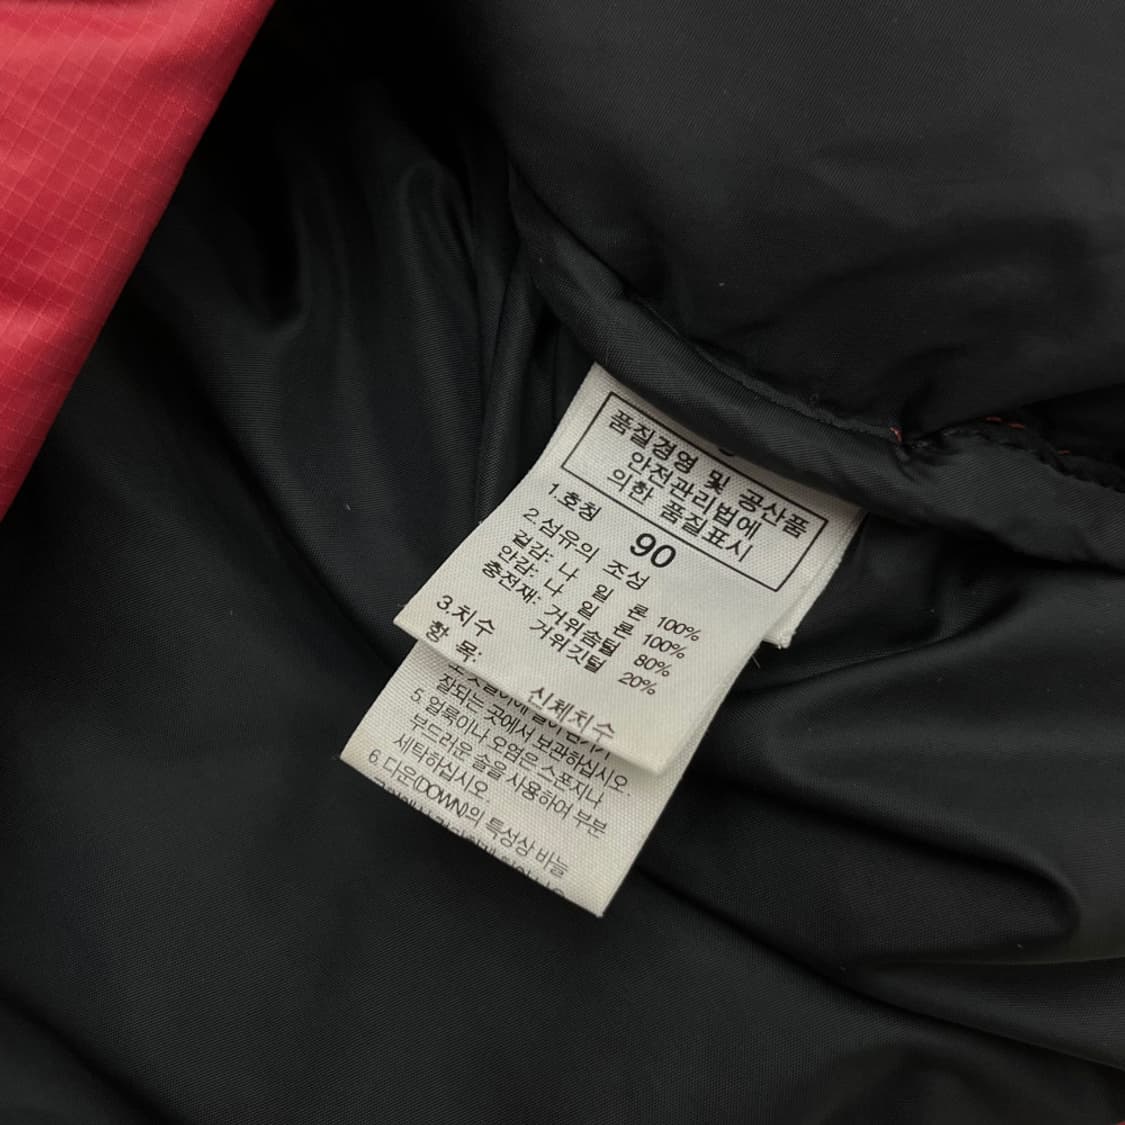 품질경영 및 공산품
안전관리법에
의한 품질표시
1.호칭 90
2.섬유의 조성
겉감: 나 일 론 100%
안감: 나 일 론 100%
충전재: 거위솜털 80%
거위깃털 20%
3.치수
항 목: 신체치수
잘되는 곳에서 보관하십시오.
5. 얼룩이나 오염은 스폰지나
부드러운 솔을 사용하여 부분
세탁하십시오.
6. 다운(DOWN)의 특성상 바늘